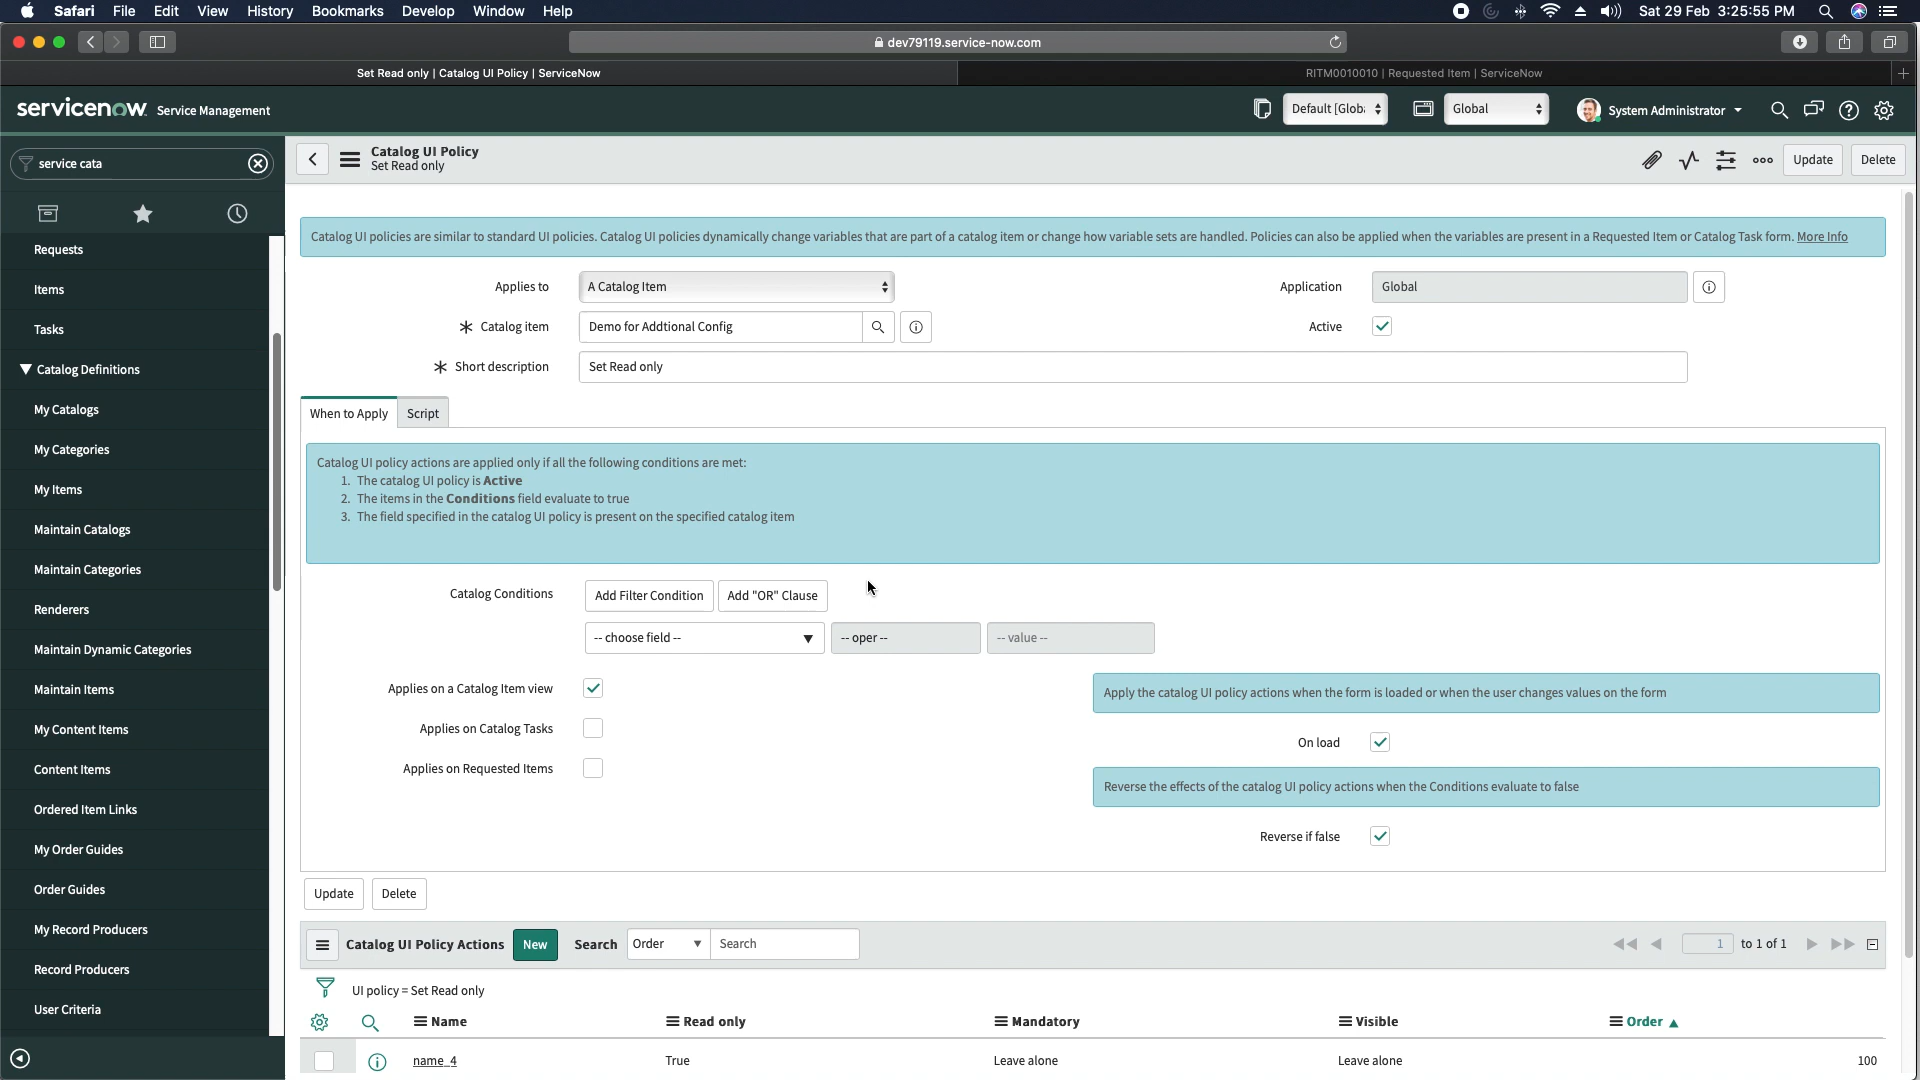 Safari File Edit View History Bookmarks Develop Window Help Sat 29 Feb 3:25:55 PM
dev79119.service-now.com
Set Read only | Catalog UI Policy | ServiceNow RITM0010010 | Requested Item | ServiceNow
servicenow Service Management Default [Globa Global System Administrator
service cata
Requests
Items
Tasks
Catalog Definitions
My Catalogs
My Categories
My Items
Maintain Catalogs
Maintain Categories
Renderers
Maintain Dynamic Categories
Maintain Items
My Content Items
Content Items
Ordered Item Links
My Order Guides
Order Guides
My Record Producers
Record Producers
User Criteria
Catalog UI Policy
Set Read only
Update Delete
Catalog UI policies are similar to standard UI policies. Catalog UI policies dynamically change variables that are part of a catalog item or change how variable sets are handled. Policies can also be applied when the variables are present in a Requested Item or Catalog Task form. More Info
Applies to A Catalog Item Application Global
Catalog item Demo for Addtional Config Active
Short description Set Read only
When to Apply Script
Catalog UI policy actions are applied only if all the following conditions are met:
1. The catalog UI policy is Active
2. The items in the Conditions field evaluate to true
3. The field specified in the catalog UI policy is present on the specified catalog item
Catalog Conditions Add Filter Condition Add "OR" Clause
-- choose field -- -- oper -- -- value --
Applies on a Catalog Item view Apply the catalog UI policy actions when the form is loaded or when the user changes values on the form
Applies on Catalog Tasks On load
Applies on Requested Items
Reverse the effects of the catalog UI policy actions when the Conditions evaluate to false
Reverse if false
Update Delete
Catalog UI Policy Actions New Search Order Search 1 to 1 of 1
UI policy = Set Read only
Name Read only Mandatory Visible Order
name_4 True Leave alone Leave alone 100